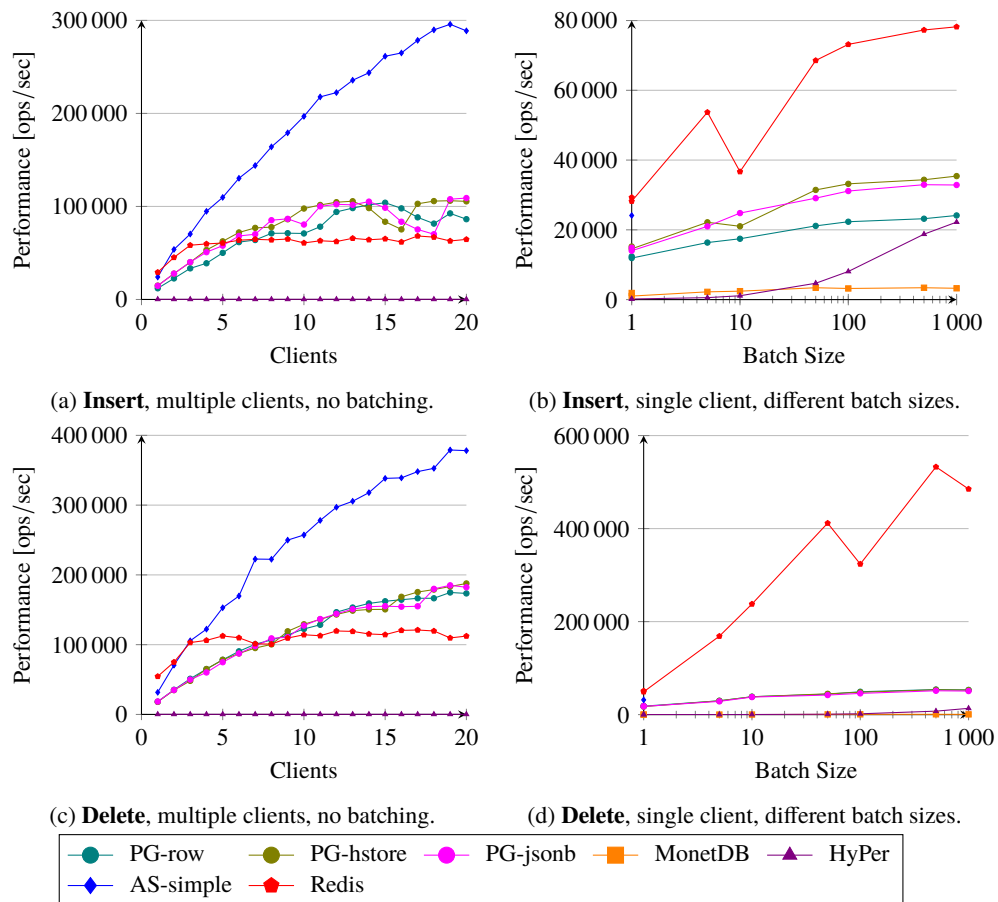 300 000
200 000
100 000
0
Performance [ops/sec]
0 5 10 15 20
Clients
(a) Insert, multiple clients, no batching.
80 000
60 000
40 000
20 000
0
Performance [ops/sec]
1 10 100 1 000
Batch Size
(b) Insert, single client, different batch sizes.
400 000
300 000
200 000
100 000
0
Performance [ops/sec]
0 5 10 15 20
Clients
(c) Delete, multiple clients, no batching.
600 000
400 000
200 000
0
Performance [ops/sec]
1 10 100 1 000
Batch Size
(d) Delete, single client, different batch sizes.
PG-row PG-hstore PG-jsonb MonetDB HyPer
AS-simple Redis